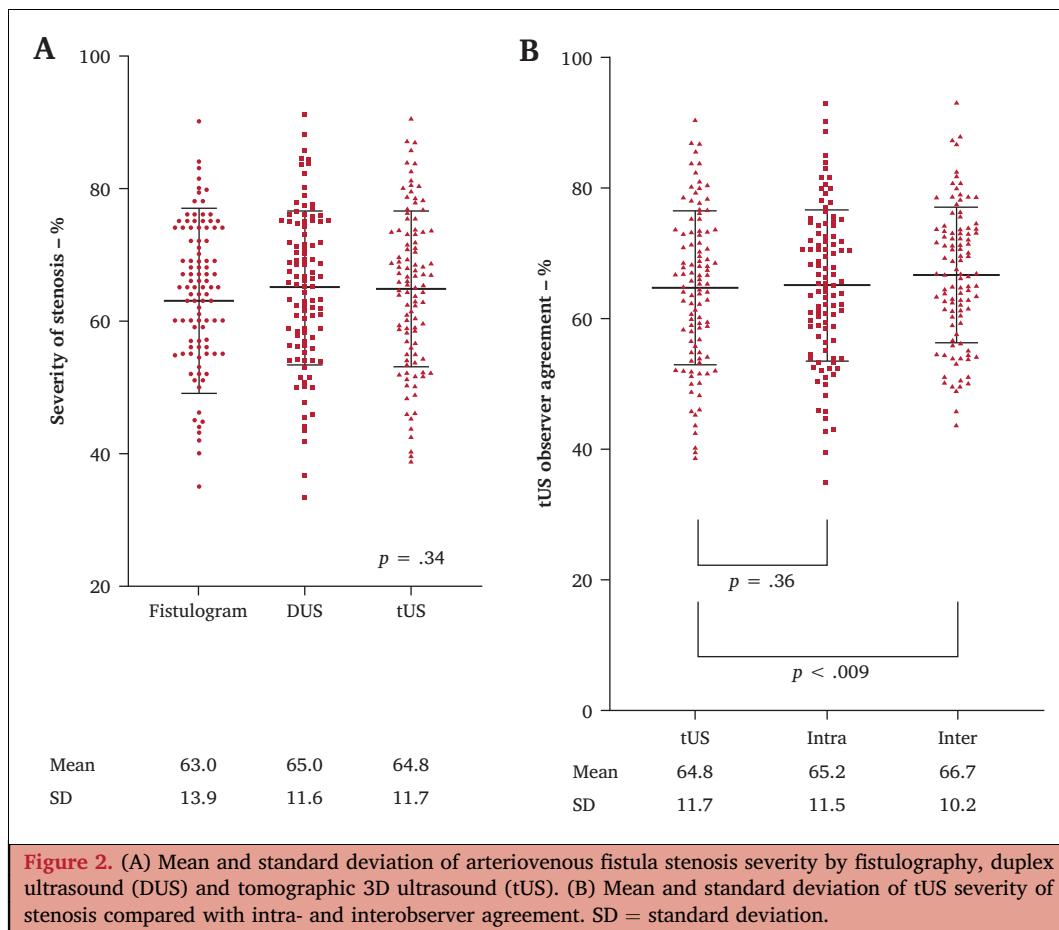 A
100
80
60
40
20
Severity of stenosis – %
p = .34
Fistulogram DUS tUS
Mean 63.0 65.0 64.8
SD 13.9 11.6 11.7
B
100
80
60
40
20
0
tUS observer agreement – %
p = .36
p < .009
tUS Intra Inter
Mean 64.8 65.2 66.7
SD 11.7 11.5 10.2
Figure 2. (A) Mean and standard deviation of arteriovenous fistula stenosis severity by fistulography, duplex
ultrasound (DUS) and tomographic 3D ultrasound (tUS). (B) Mean and standard deviation of tUS severity of
stenosis compared with intra- and interobserver agreement. SD = standard deviation.